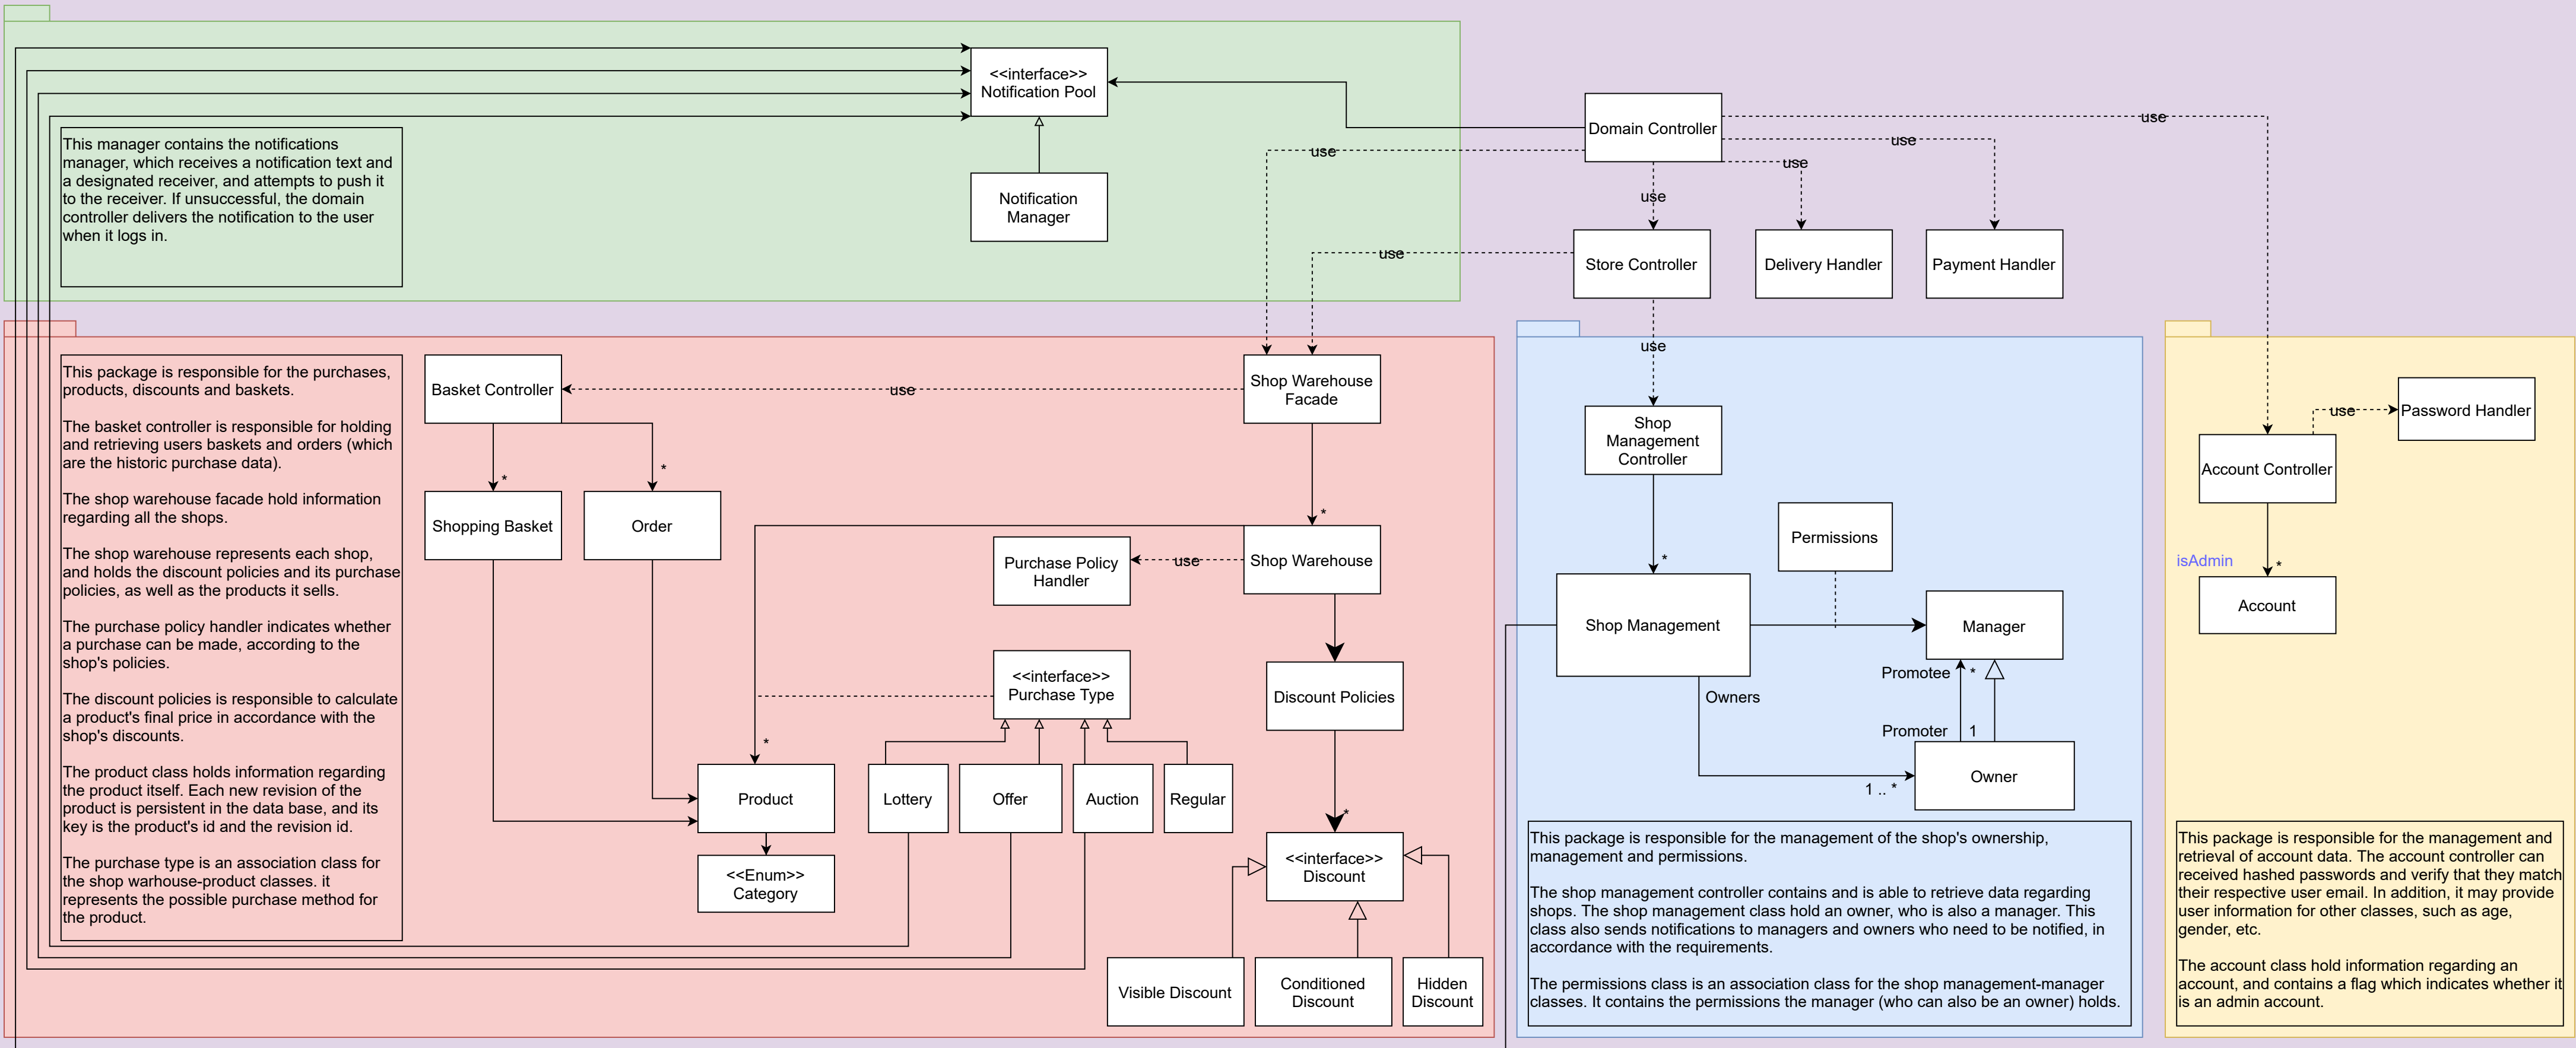 <<interface>>
Notification Pool
This manager contains the notifications
manager, which receives a notification text and
a designated receiver, and attempts to push it
to the receiver. If unsuccessful, the domain
controller delivers the notification to the user
when it logs in.
Notification
Manager
Domain Controller
use
use
use
use
use
use
Store Controller
Delivery Handler
Payment Handler
This package is responsible for the purchases,
products, discounts and baskets.
The basket controller is responsible for holding
and retrieving users baskets and orders (which
are the historic purchase data).
The shop warehouse facade hold information
regarding all the shops.
The shop warehouse represents each shop,
and holds the discount policies and its purchase
policies, as well as the products it sells.
The purchase policy handler indicates whether
a purchase can be made, according to the
shop's policies.
The discount policies is responsible to calculate
a product's final price in accordance with the
shop's discounts.
The product class holds information regarding
the product itself. Each new revision of the
product is persistent in the data base, and its
key is the product's id and the revision id.
The purchase type is an association class for
the shop warhouse-product classes. it
represents the possible purchase method for
the product.
Basket Controller
use
Shop Warehouse
Facade
*
*
*
Shopping Basket
Order
Purchase Policy
Handler
use
Shop Warehouse
<<interface>>
Purchase Type
Discount Policies
*
*
Product
Lottery
Offer
Auction
Regular
<<Enum>>
Category
<<interface>>
Discount
Visible Discount
Conditioned
Discount
Hidden
Discount
use
Shop
Management
Controller
*
Permissions
Shop Management
Manager
Promotee
*
Owners
Promoter
1
Owner
1 .. *
This package is responsible for the management of the shop's ownership,
management and permissions.
The shop management controller contains and is able to retrieve data regarding
shops. The shop management class hold an owner, who is also a manager. This
class also sends notifications to managers and owners who need to be notified, in
accordance with the requirements.
The permissions class is an association class for the shop management-manager
classes. It contains the permissions the manager (who can also be an owner) holds.
use
Password Handler
Account Controller
isAdmin
*
Account
This package is responsible for the management and
retrieval of account data. The account controller can
received hashed passwords and verify that they match
their respective user email. In addition, it may provide
user information for other classes, such as age,
gender, etc.
The account class hold information regarding an
account, and contains a flag which indicates whether it
is an admin account.